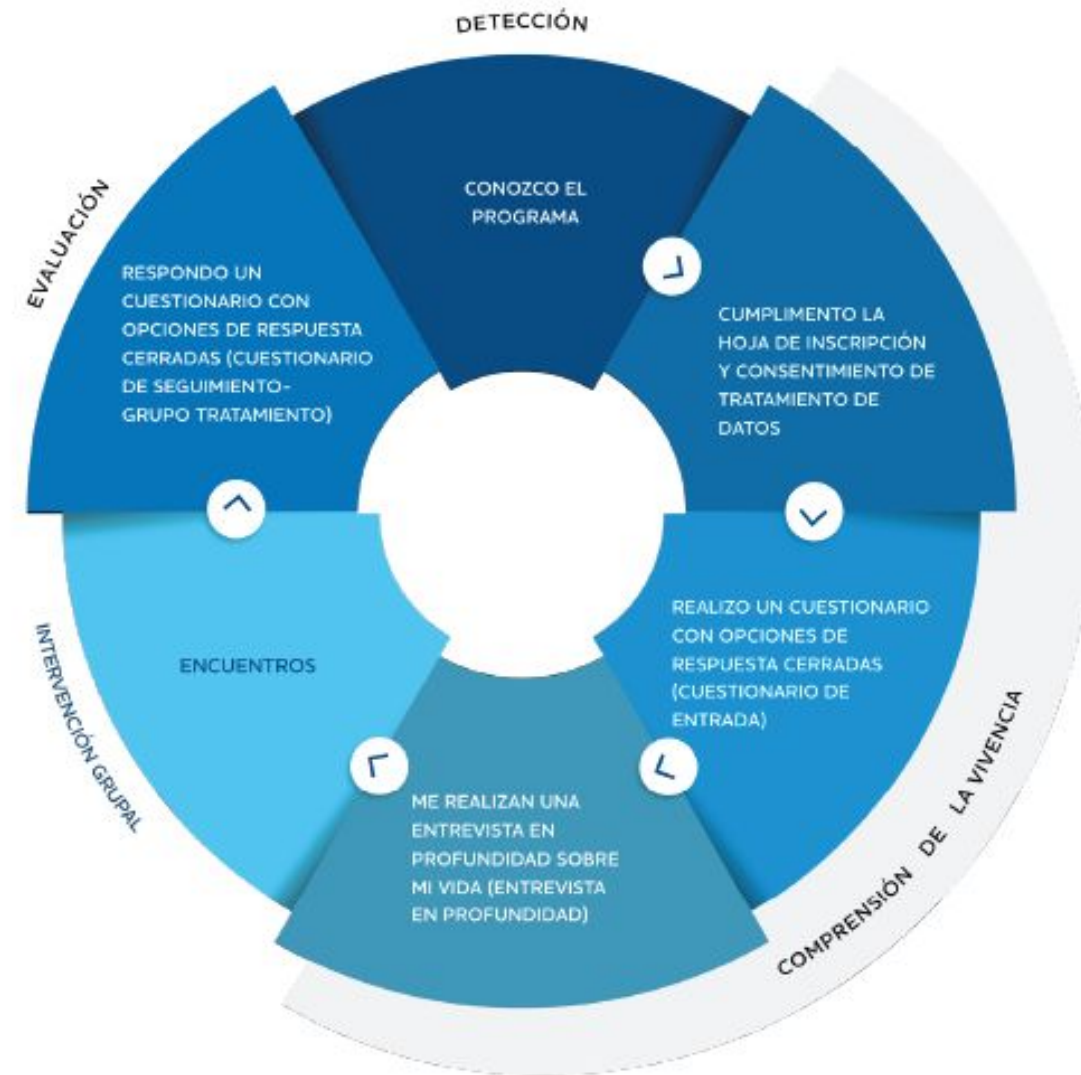 DETECCIÓN
CONOZCO EL
PROGRAMA
CUMPLIMENTO LA
HOJA DE INSCRIPCIÓN
Y CONSENTIMIENTO DE
TRATAMIENTO DE
DATOS
REALIZO UN CUESTIONARIO
CON OPCIONES DE
RESPUESTA CERRADAS
(CUESTIONARIO DE
ENTRADA)
COMPRENSIÓN DE LA VIVENCIA
ME REALIZAN UNA
ENTREVISTA EN
PROFUNDIDAD SOBRE
MI VIDA (ENTREVISTA
EN PROFUNDIDAD)
ENCUENTROS
INTERVENCIÓN GRUPAL
RESPONDO UN
CUESTIONARIO CON
OPCIONES DE RESPUESTA
CERRADAS (CUESTIONARIO
DE SEGUIMIENTO-
GRUPO TRATAMIENTO)
EVALUACIÓN